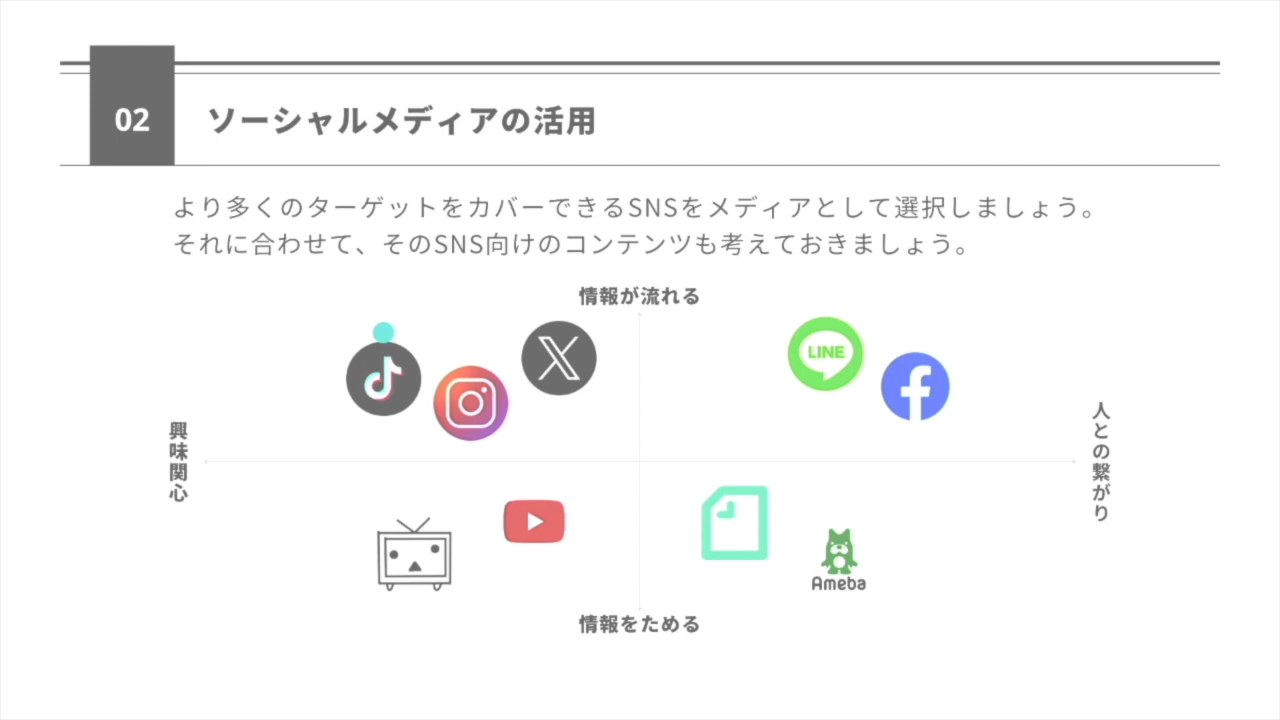 02
ソーシャルメディアの活用
より多くのターゲットをカバーできるSNSをメディアとして選択しましょう。
それに合わせて、そのSNS向けのコンテンツも考えておきましょう。
情報が流れる
LINE
興味関心
人との繋がり
Ameba
情報をためる